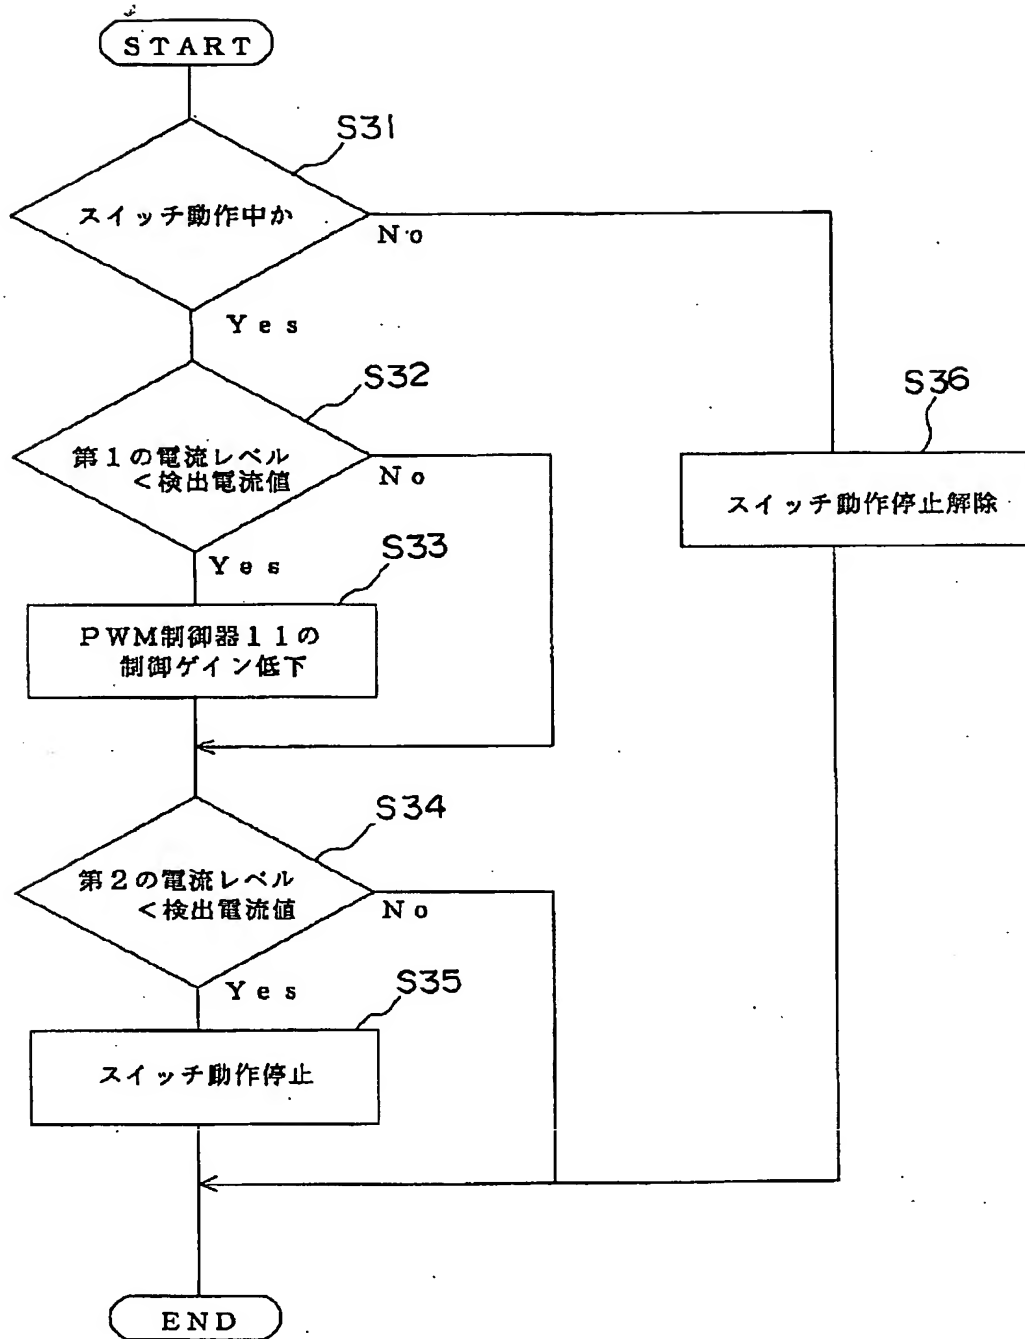 START
S31
スイッチ動作中か
No
Yes
S32
第1の電流レベル
<検出電流値
No
S36
スイッチ動作停止解除
Yes
S33
PWM制御器11の
制御ゲイン低下
S34
第2の電流レベル
<検出電流値
No
Yes
S35
スイッチ動作停止
END